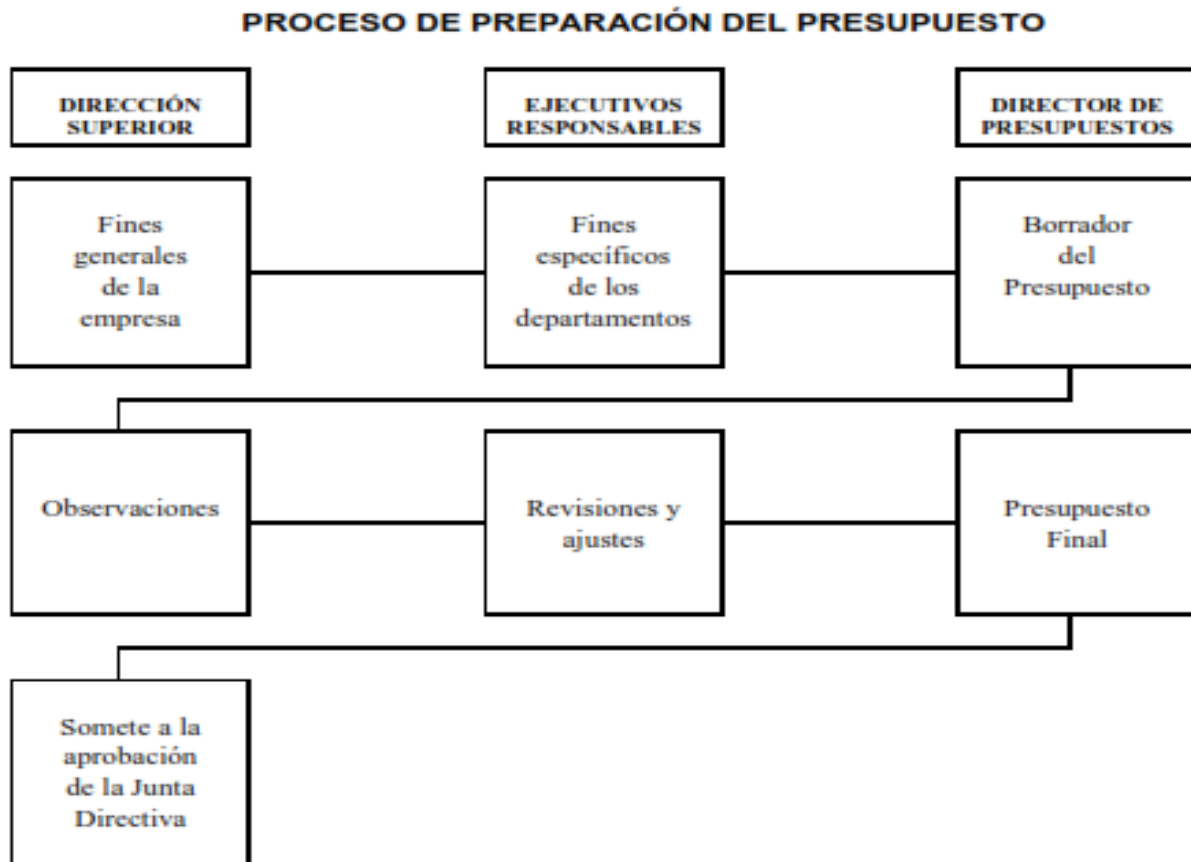 PROCESO DE PREPARACIÓN DEL PRESUPUESTO
DIRECCIÓN
SUPERIOR
EJECUTIVOS
RESPONSABLES
DIRECTOR DE
PRESUPUESTOS
Fines
generales
de la
empresa
Fines
específicos
de los
departamentos
Borrador
del
Presupuesto
Observaciones
Revisiones y
ajustes
Presupuesto
Final
Somete a la
aprobación
de la Junta
Directiva